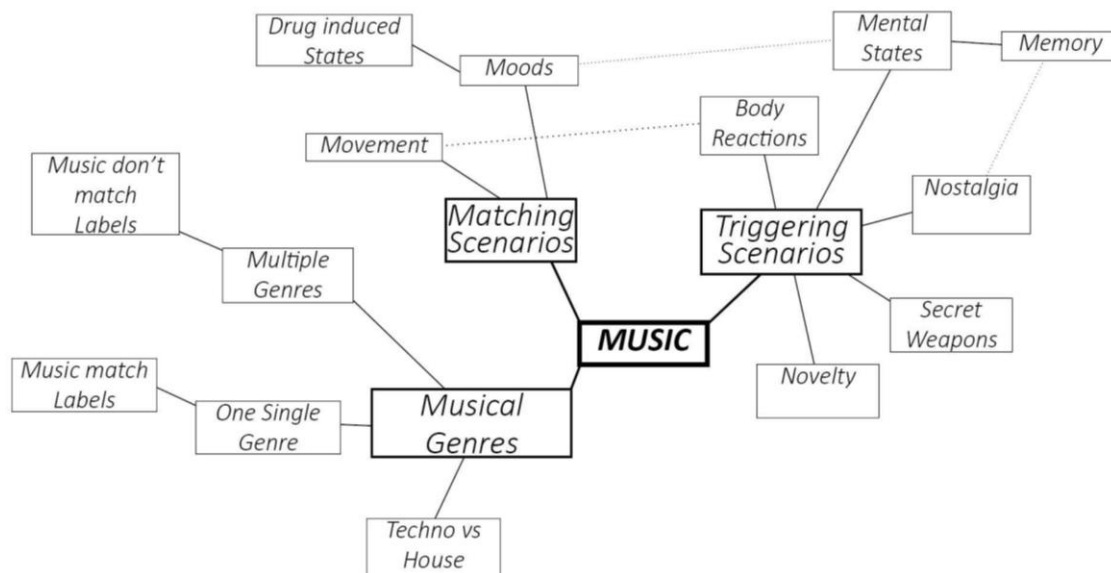 Drug induced
States
Moods
Mental
States
Memory
Movement
Body
Reactions
Music don’t
match
Labels
Matching
Scenarios
Triggering
Scenarios
Nostalgia
Multiple
Genres
MUSIC
Secret
Weapons
Music match
Labels
One Single
Genre
Musical
Genres
Novelty
Techno vs
House